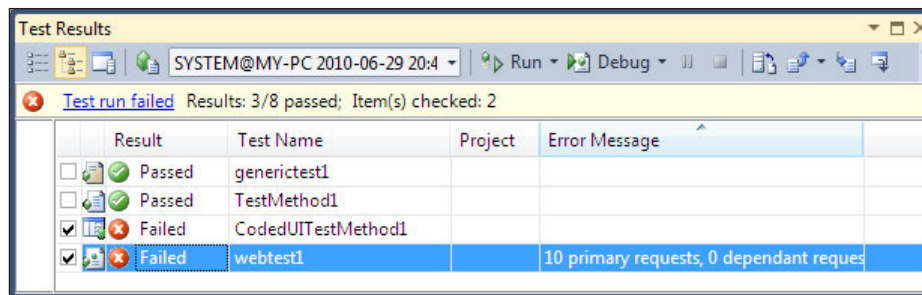 Test Results
SYSTEM@MY-PC 2010-06-29 20:4 Run Debug
Test run failed Results: 3/8 passed; Item(s) checked: 2
Result Test Name Project Error Message
Passed generictest1
Passed TestMethod1
Failed CodedUITestMethod1
Failed webtest1 10 primary requests, 0 dependant reques